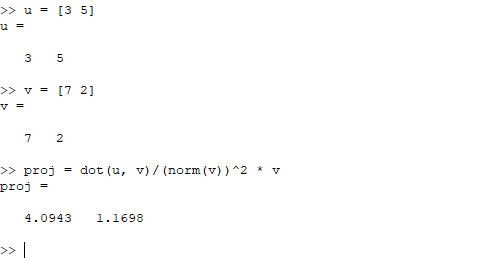 >> u = [3 5]
u =
3 5
>> v = [7 2]
v =
7 2
>> proj = dot(u, v)/(norm(v))^2 * v
proj =
4.0943 1.1698
>>